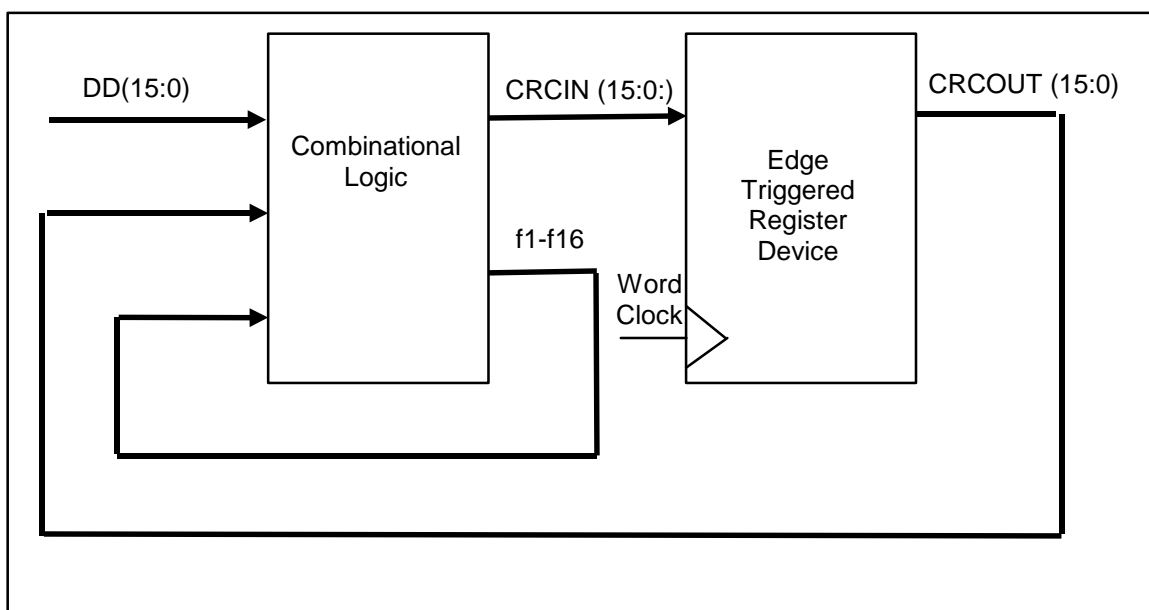 DD(15:0)
Combinational
Logic
CRCIN (15:0:)
f1-f16
Edge
Triggered
Register
Device
Word
Clock
CRCOUT (15:0)